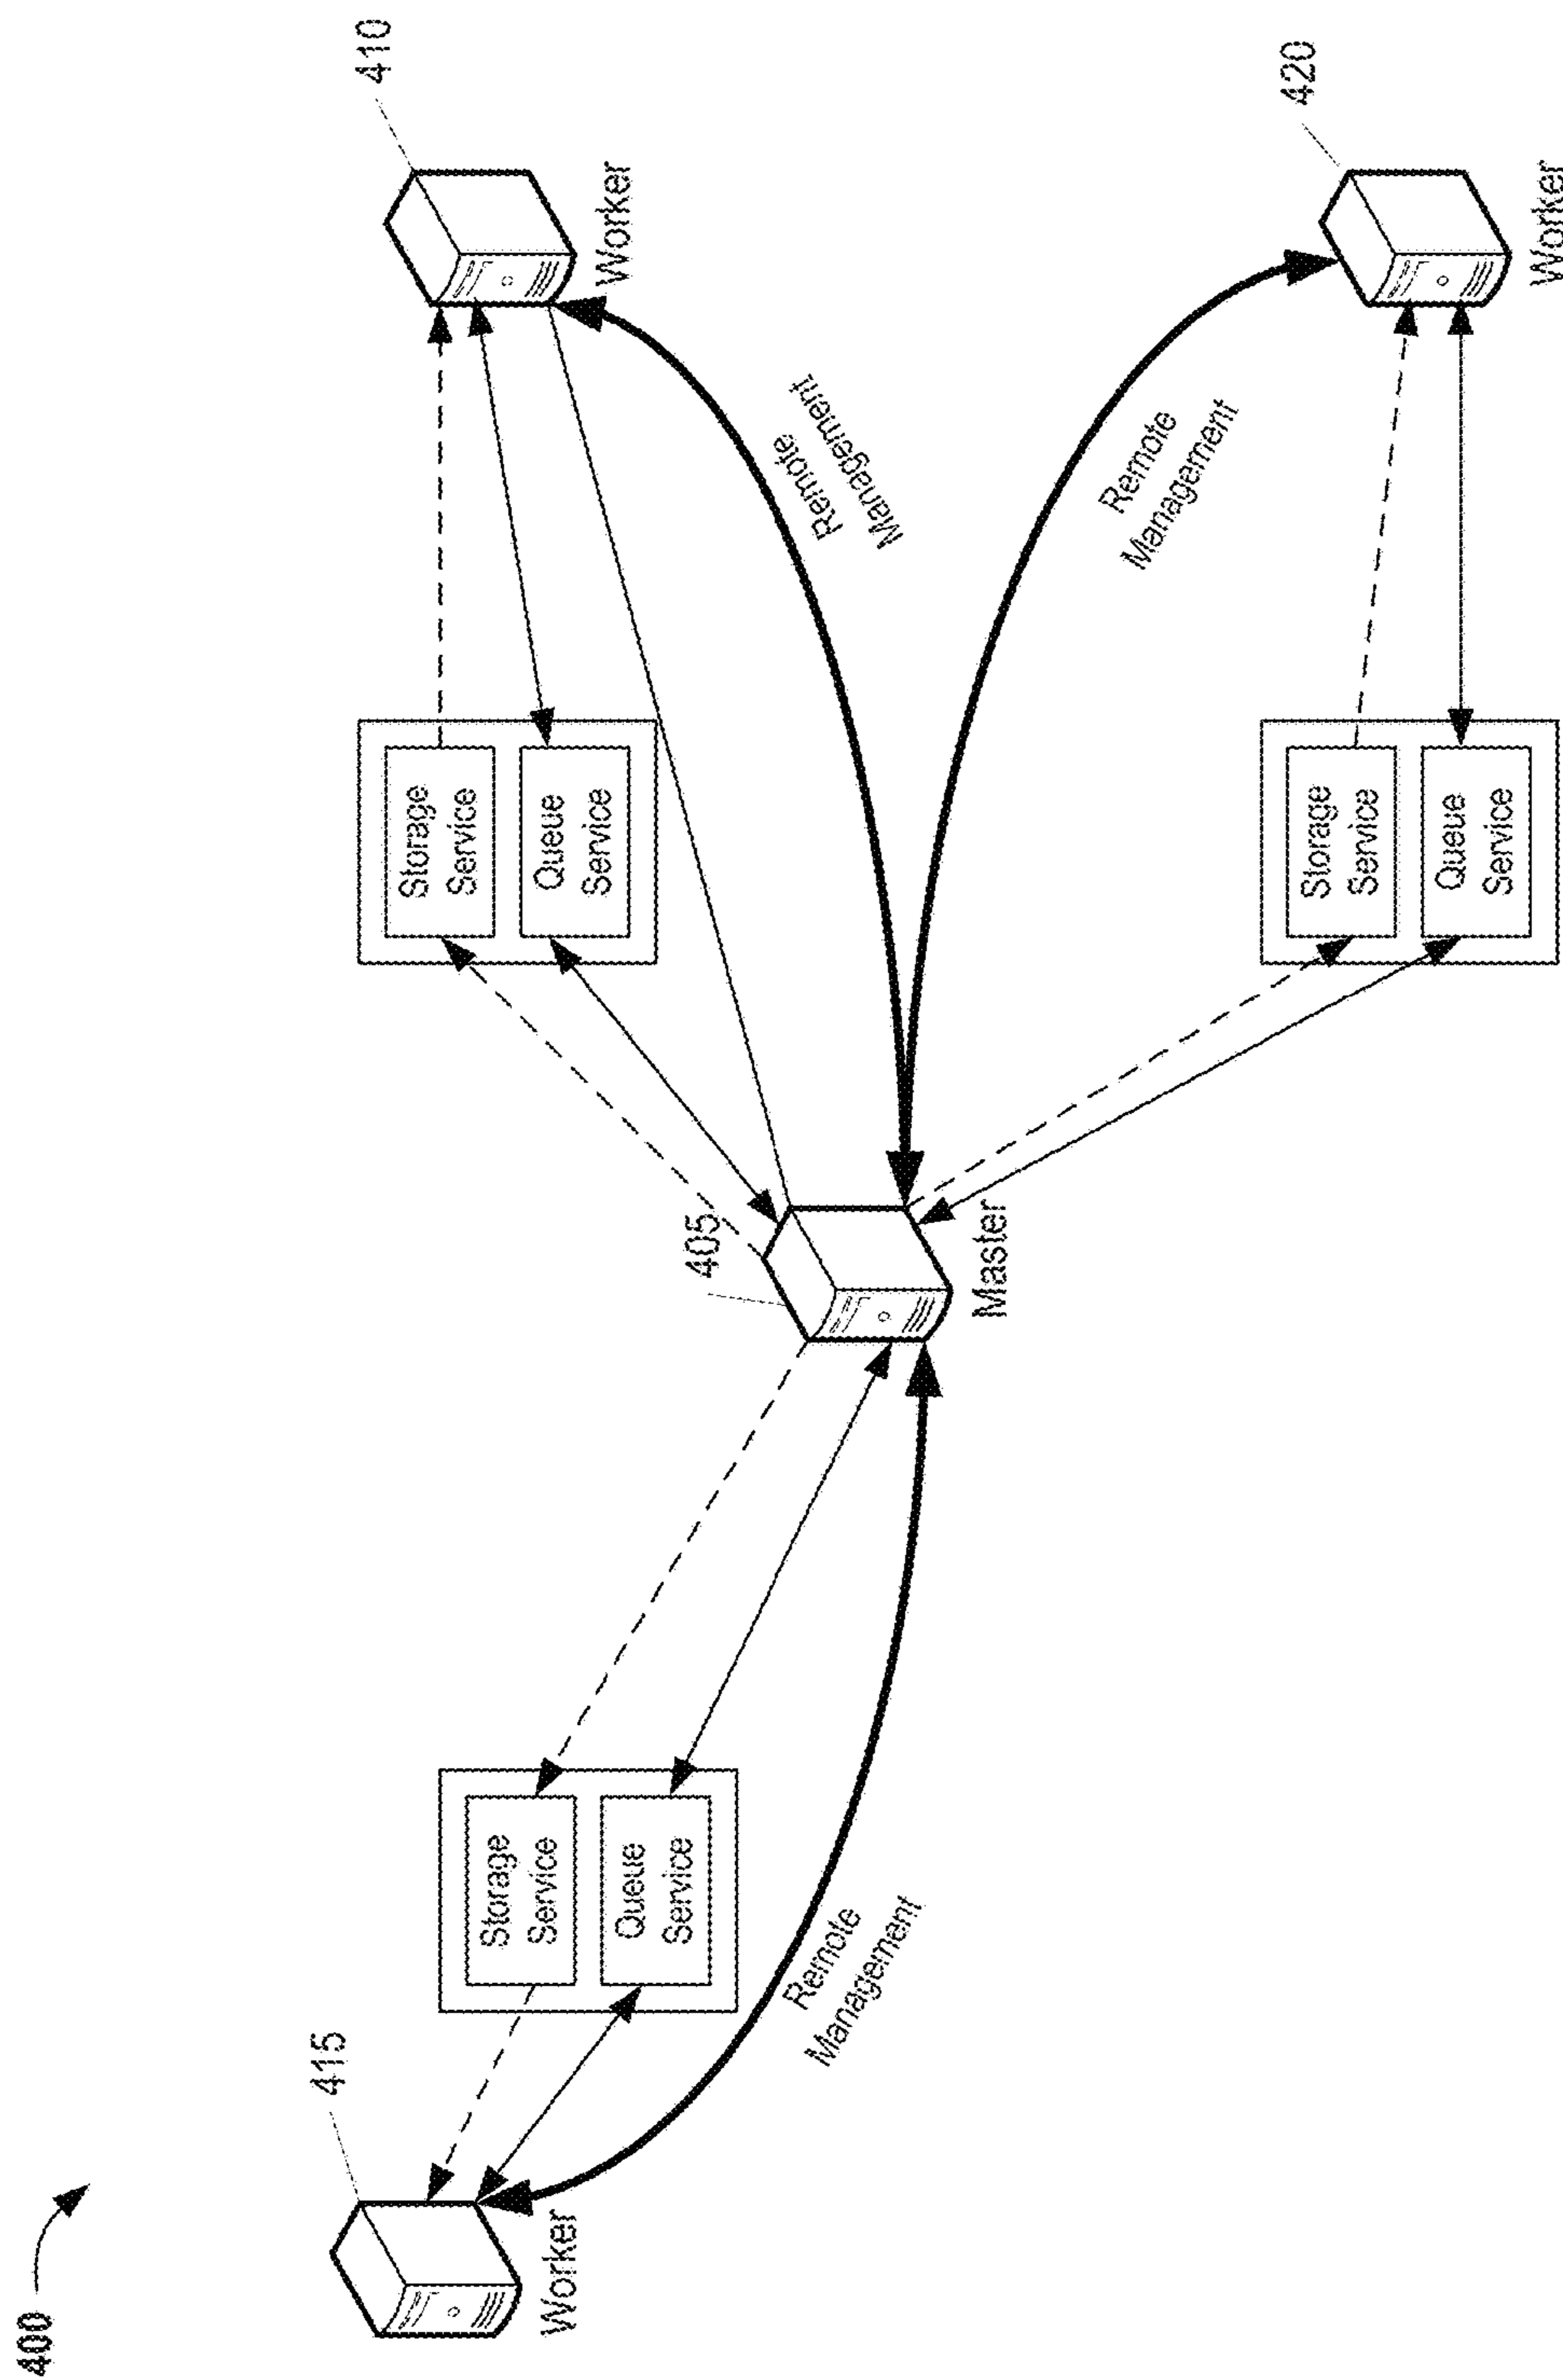 400
415
Worker
Storage
Service
Queue
Service
Remote
Management
405
Master
Storage
Service
Queue
Service
410
Worker
Remote
Management
Remote
Management
Storage
Service
Queue
Service
420
Worker